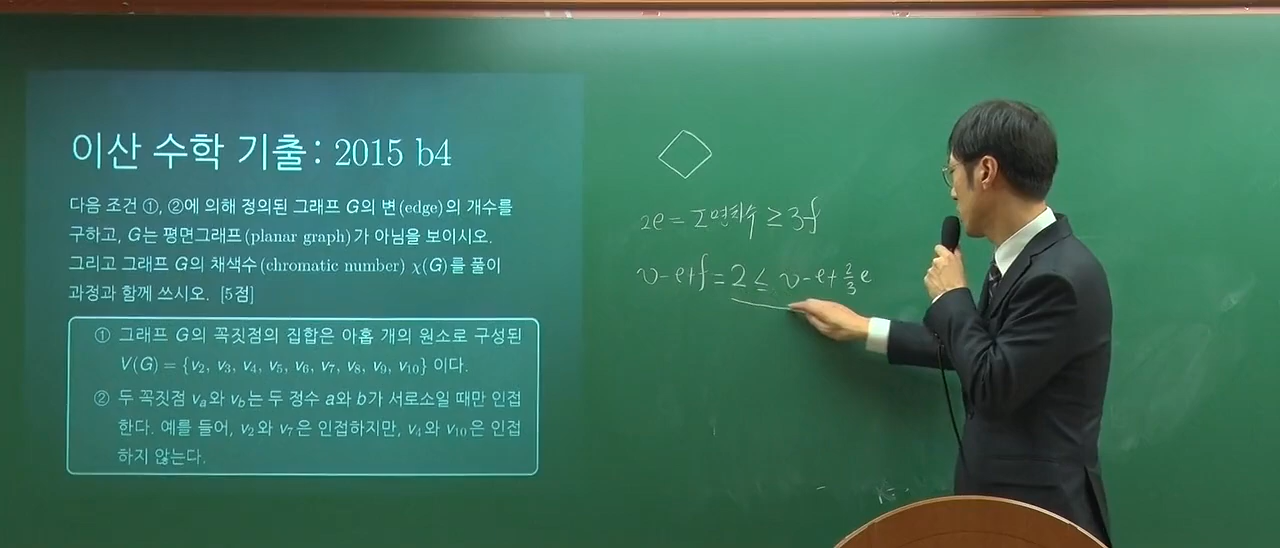 이산 수학 기출: 2015 b4
다음 조건 ①, ②에 의해 정의된 그래프 G의 변(edge)의 개수를
구하고, G는 평면그래프(planar graph)가 아님을 보이시오.
그리고 그래프 G의 채색수(chromatic number) χ(G)를 풀이
과정과 함께 쓰시오. [5점]
① 그래프 G의 꼭짓점의 집합은 아홉 개의 원소로 구성된
V(G) = {v₂, v₃, v₄, v₅, v₆, v₇, v₈, v₉, v₁₀} 이다.
② 두 꼭짓점 vₐ와 v_b는 두 정수 a와 b가 서로소일 때만 인접
한다. 예를 들어, v₂와 v₇은 인접하지만, v₄와 v₁₀은 인접
하지 않는다.
2e = Σ ≥ 3f
v-e+f = 2 ≤ v-e+⅔e